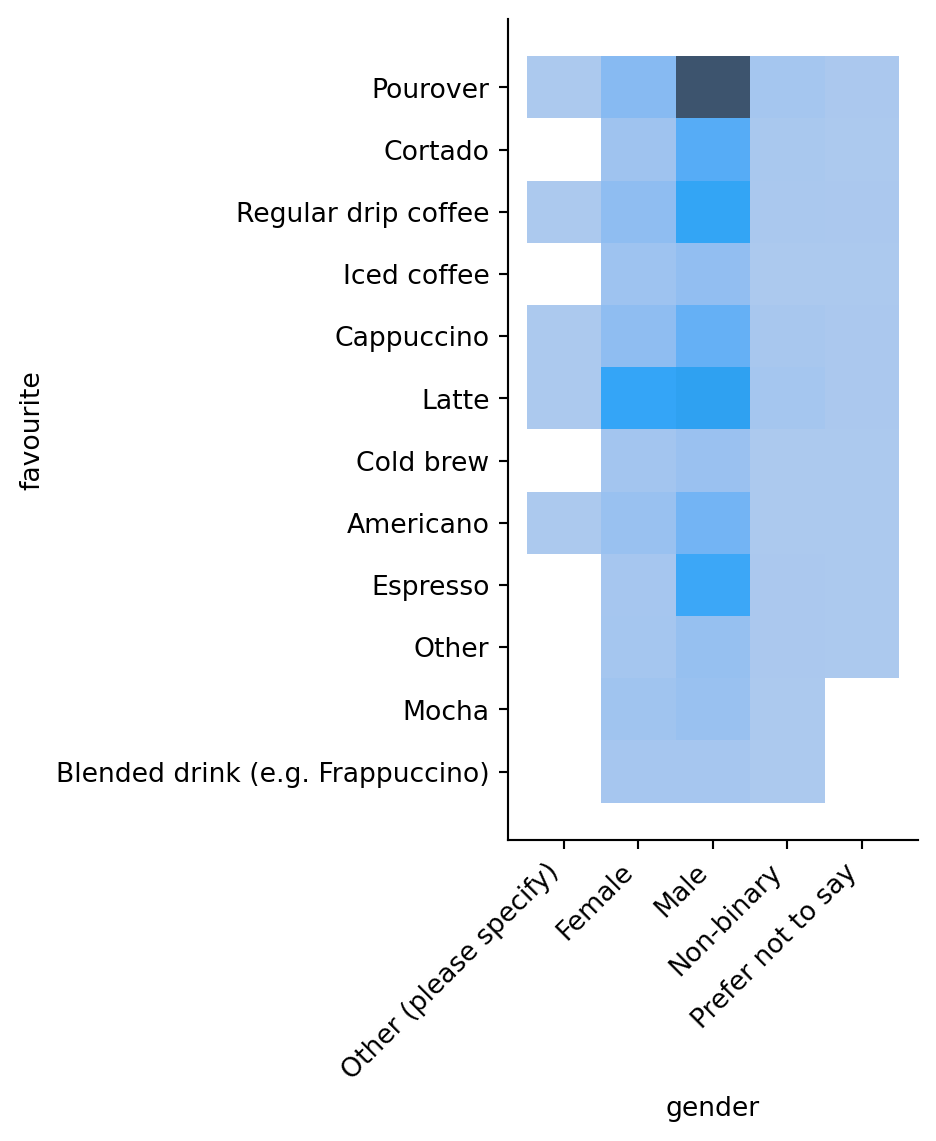 Pourover
Cortado
Regular drip coffee
Iced coffee
Cappuccino
Latte
Cold brew
Americano
Espresso
Other
Mocha
Blended drink (e.g. Frappuccino)
favourite
Other (please specify)
Female
Male
Non-binary
Prefer not to say
gender